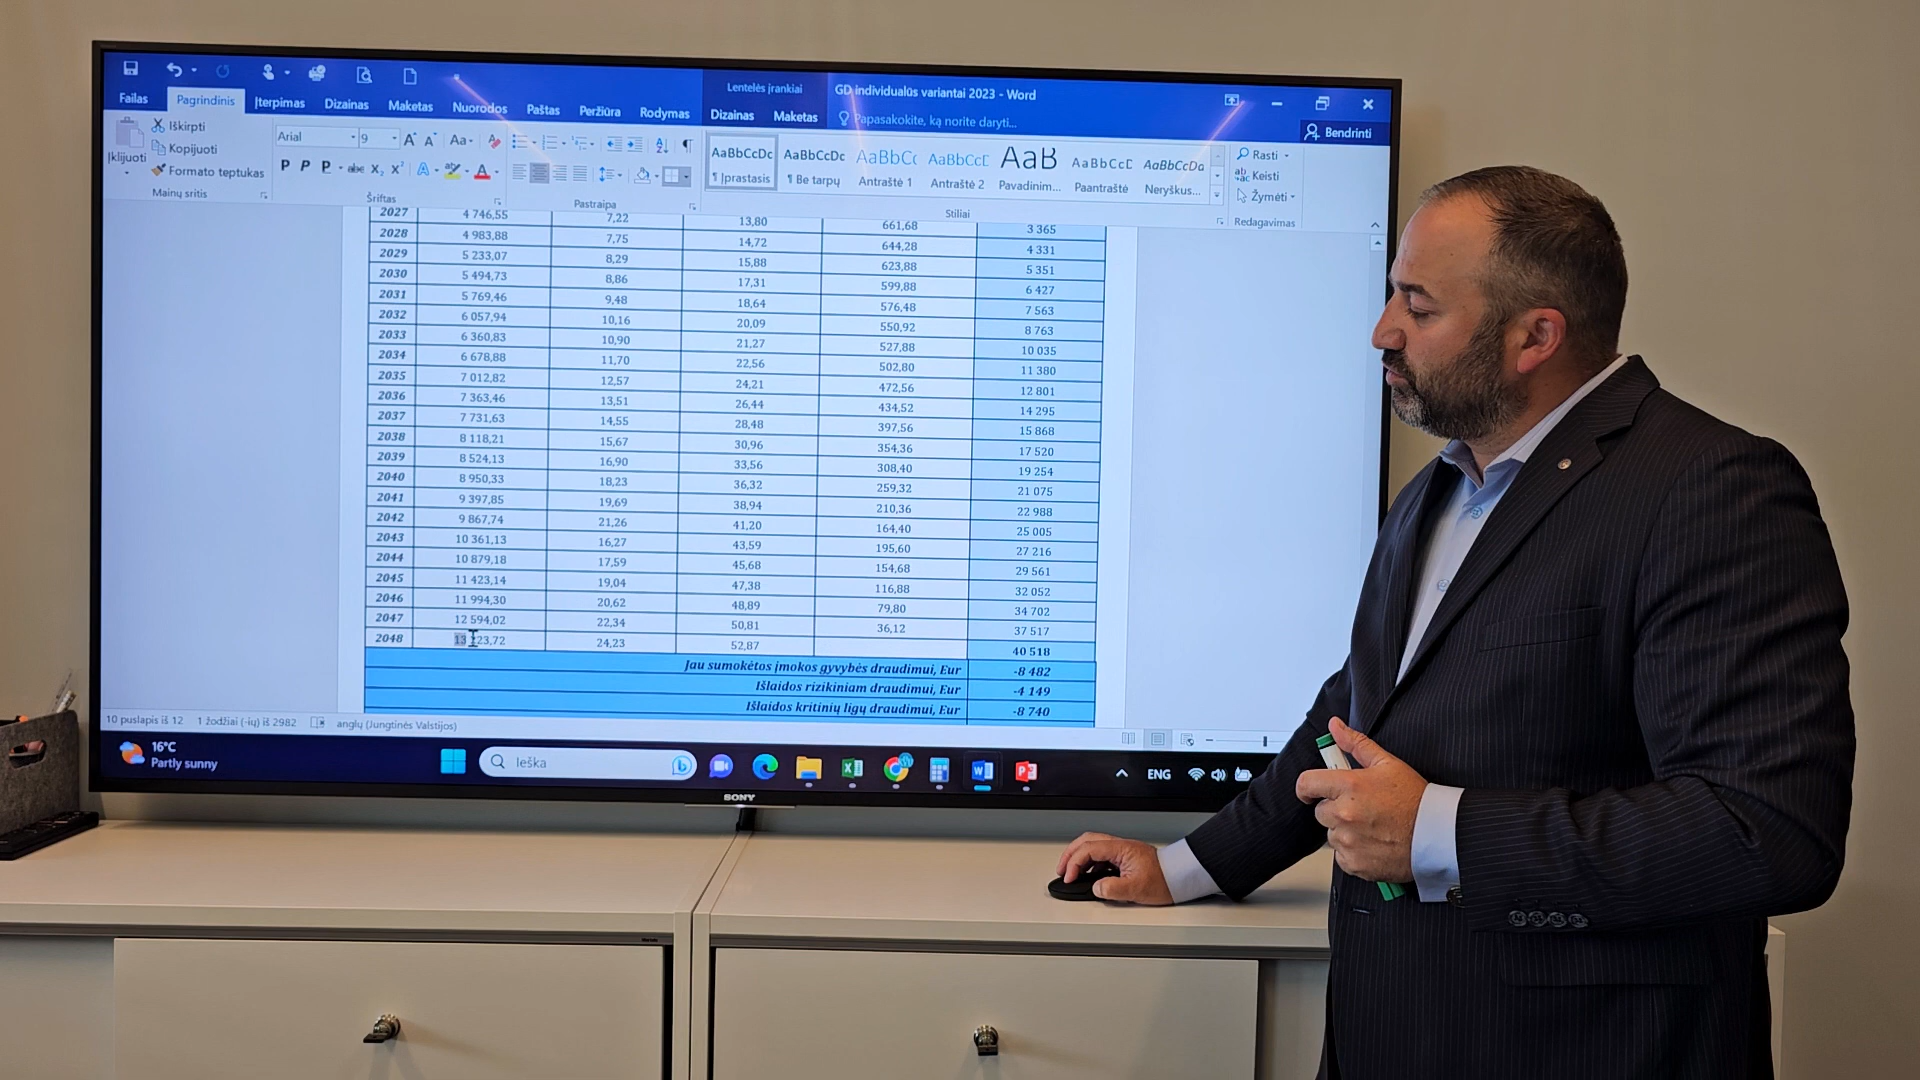 Lentelės įrankiai
GD individualūs variantai 2023 - Word
Failas Pagrindinis Įterpimas Dizainas Maketas Nuorodos Paštas Peržiūra Rodymas Dizainas Maketas Papasakokite, ką norite daryti...
Bendrinti
Įklijuoti
Iškirpti
Kopijuoti
Formato teptukas
Mainų sritis
Arial 9
Šriftas
Pastraipa
AaBbCcDc AaBbCcDc AaBbCc AaBbCcC AaB AaBbCcC AaBbCcDa
¶ Įprastasis ¶ Be tarpų Antraštė 1 Antraštė 2 Pavadinim... Paantraštė Neryškus...
Stiliai
Rasti
Keisti
Žymėti
Redagavimas
2027 4 746,55 7,22 13,80 661,68 3 365
2028 4 983,88 7,75 14,72 644,28 4 331
2029 5 233,07 8,29 15,88 623,88 5 351
2030 5 494,73 8,86 17,31 599,88 6 427
2031 5 769,46 9,48 18,64 576,48 7 563
2032 6 057,94 10,16 20,09 550,92 8 763
2033 6 360,83 10,90 21,27 527,88 10 035
2034 6 678,88 11,70 22,56 502,80 11 380
2035 7 012,82 12,57 24,21 472,56 12 801
2036 7 363,46 13,51 26,44 434,52 14 295
2037 7 731,63 14,55 28,48 397,56 15 868
2038 8 118,21 15,67 30,96 354,36 17 520
2039 8 524,13 16,90 33,56 308,40 19 254
2040 8 950,33 18,23 36,32 259,32 21 075
2041 9 397,85 19,69 38,94 210,36 22 988
2042 9 867,74 21,26 41,20 164,40 25 005
2043 10 361,13 16,27 43,59 195,60 27 216
2044 10 879,18 17,59 45,68 154,68 29 561
2045 11 423,14 19,04 47,38 116,88 32 052
2046 11 994,30 20,62 48,89 79,80 34 702
2047 12 594,02 22,34 50,81 36,12 37 517
2048 13 223,72 24,23 52,87 40 518
Jau sumokėtos įmokos gyvybės draudimui, Eur -8 482
Išlaidos rizikiniam draudimui, Eur -4 149
Išlaidos kritinių ligų draudimui, Eur -8 740
10 puslapis iš 12 1 žodžiai (-ių) iš 2982 anglų (Jungtinės Valstijos)
16°C
Partly sunny
Ieška
ENG
SONY